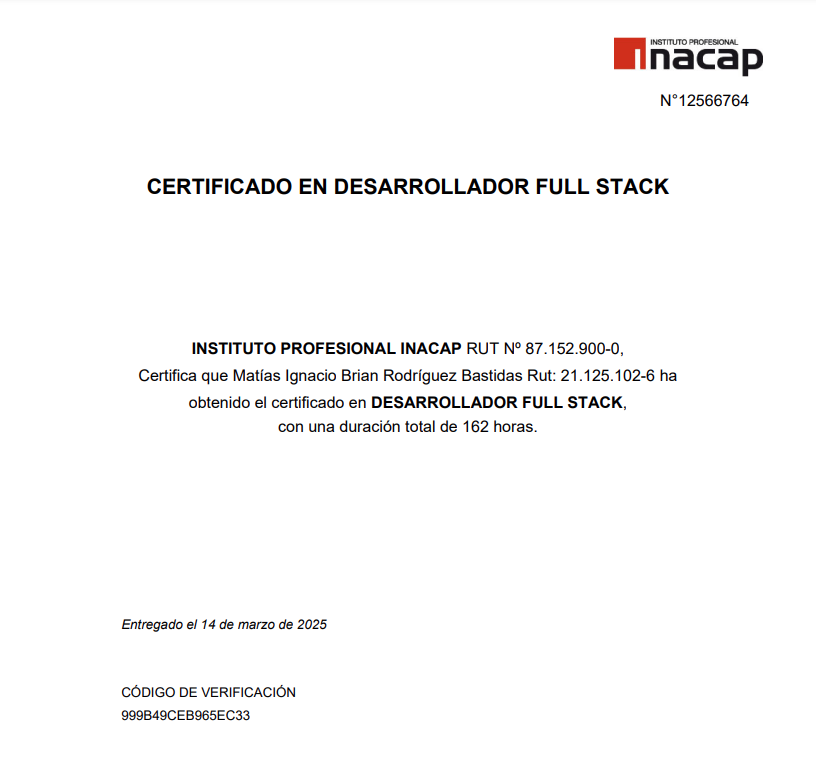 INSTITUTO PROFESIONAL
inacap
N°12566764
CERTIFICADO EN DESARROLLADOR FULL STACK
INSTITUTO PROFESIONAL INACAP RUT Nº 87.152.900-0,
Certifica que Matías Ignacio Brian Rodríguez Bastidas Rut: 21.125.102-6 ha
obtenido el certificado en DESARROLLADOR FULL STACK,
con una duración total de 162 horas.
Entregado el 14 de marzo de 2025
CÓDIGO DE VERIFICACIÓN
999B49CEB965EC33